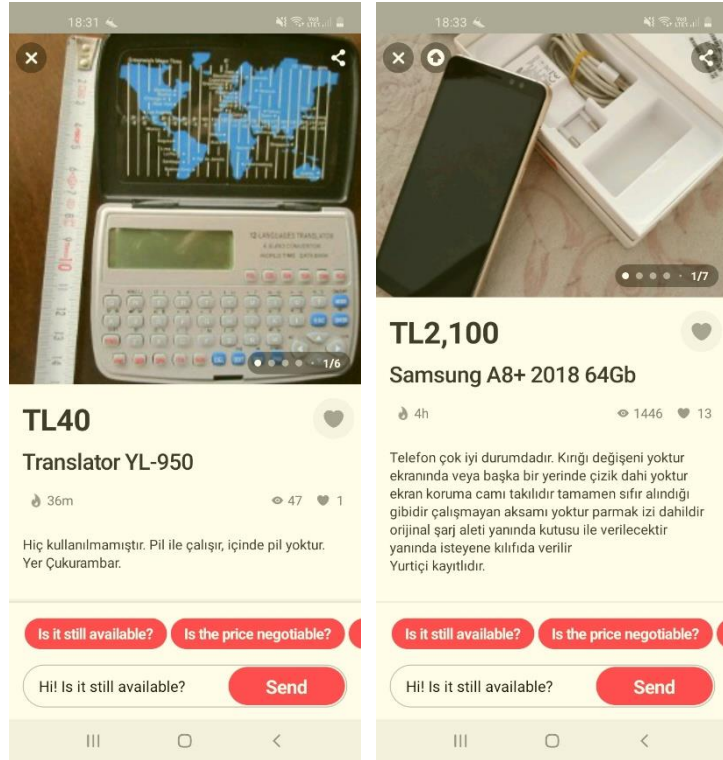 18:31
12 LANGUAGES TRANSLATOR
WORLD TIME DATA BANK
1/6
TL40
Translator YL-950
36m
47
1
Hiç kullanılmamıştır. Pil ile çalışır, içinde pil yoktur.
Yer Çukurambar.
Is it still available?
Is the price negotiable?
Hi! Is it still available?
Send
18:33
1/7
TL2,100
Samsung A8+ 2018 64Gb
4h
1446
13
Telefon çok iyi durumdadır. Kırığı değişeni yoktur
ekranında veya başka bir yerinde çizik dahi yoktur
ekran koruma camı takılıdır tamamen sıfır alındığı
gibidir çalışmayan aksamı yoktur parmak izi dahildir
orijinal şarj aleti yanında kutusu ile verilecektir
yanında isteyene kılıfıda verilir
Yurtiçi kayıtlıdır.
Is it still available?
Is the price negotiable?
Hi! Is it still available?
Send